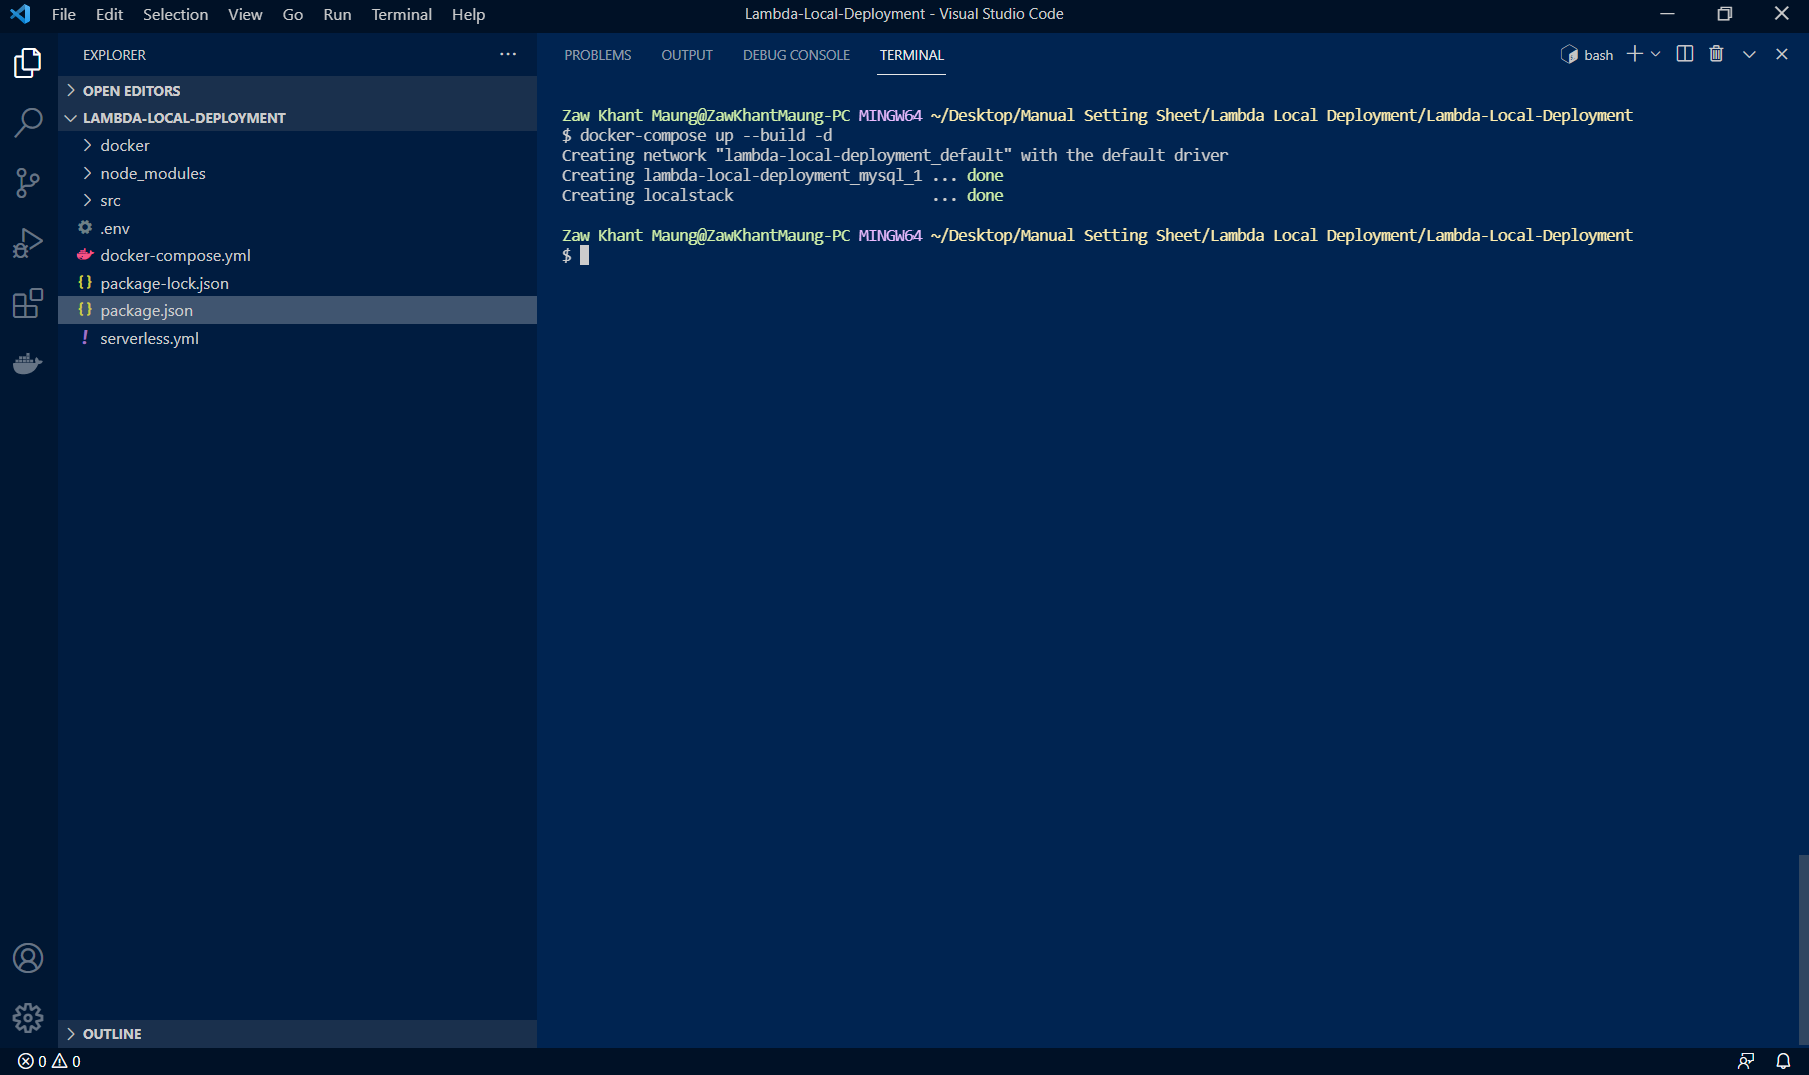 File Edit Selection View Go Run Terminal Help
Lambda-Local-Deployment - Visual Studio Code
EXPLORER
OPEN EDITORS
LAMBDA-LOCAL-DEPLOYMENT
docker
node_modules
src
.env
docker-compose.yml
{} package-lock.json
{} package.json
! serverless.yml
OUTLINE
PROBLEMS OUTPUT DEBUG CONSOLE TERMINAL
bash
Zaw Khant Maung@ZawKhantMaung-PC MINGW64 ~/Desktop/Manual Setting Sheet/Lambda Local Deployment/Lambda-Local-Deployment
$ docker-compose up --build -d
Creating network "lambda-local-deployment_default" with the default driver
Creating lambda-local-deployment_mysql_1 ... done
Creating localstack ... done
Zaw Khant Maung@ZawKhantMaung-PC MINGW64 ~/Desktop/Manual Setting Sheet/Lambda Local Deployment/Lambda-Local-Deployment
$
0 0